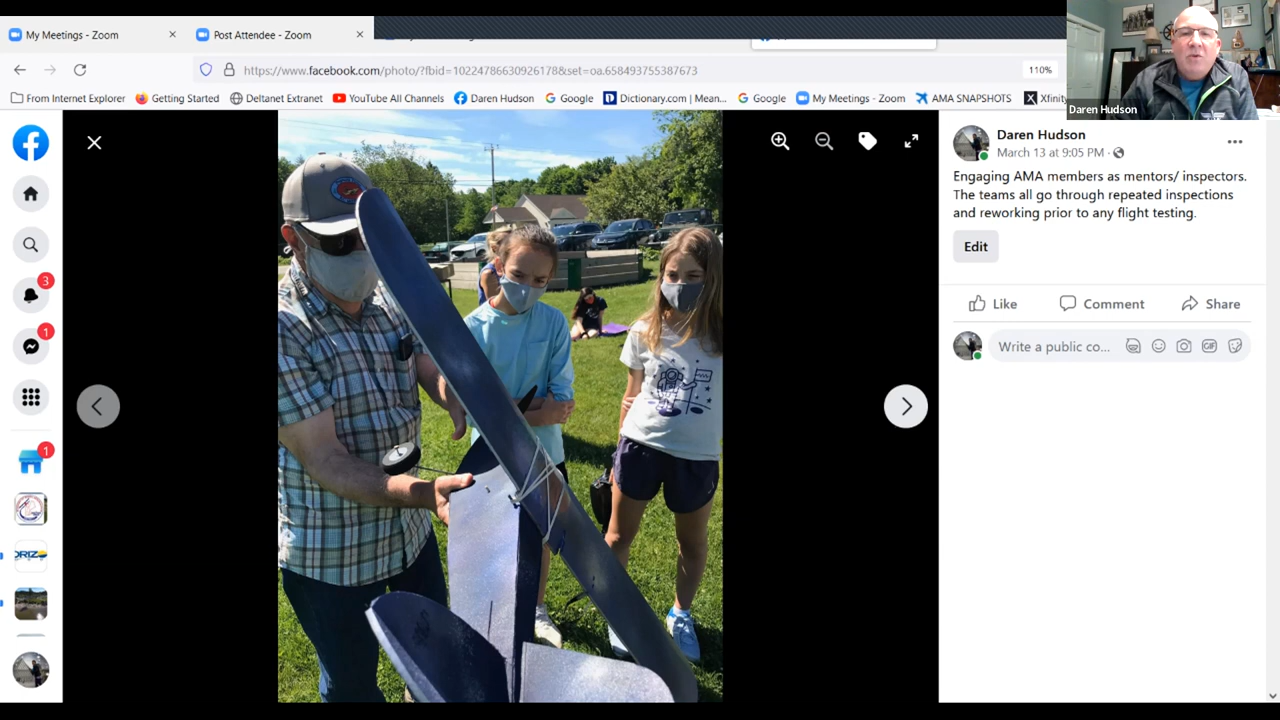 My Meetings - Zoom
Post Attendee - Zoom
https://www.facebook.com/photo/?fbid=10224786630926178&set=oa.658493755387673
110%
From Internet Explorer
Getting Started
Deltanet Extranet
YouTube All Channels
Daren Hudson
Google
Dictionary.com | Mean...
Google
My Meetings - Zoom
AMA SNAPSHOTS
Xfinity
Daren Hudson
Daren Hudson
March 13 at 9:05 PM ·
Engaging AMA members as mentors/ inspectors.
The teams all go through repeated inspections
and reworking prior to any flight testing.
Edit
Like
Comment
Share
Write a public co...
GIF
3
1
1
ORIZ